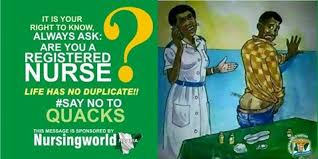 IT IS YOUR
RIGHT TO KNOW,
ALWAYS ASK:
ARE YOU A
REGISTERED
NURSE?
LIFE HAS NO DUPLICATE!!
#SAY NO TO
QUACKS
THIS MESSAGE IS SPONSORED BY
Nursingworld